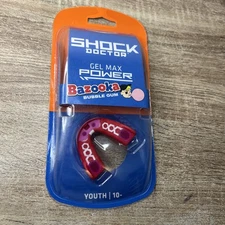 SHOCK
DOCTOR
GEL MAX
POWER
Bazooka
BUBBLE GUM
YOUTH | 10-